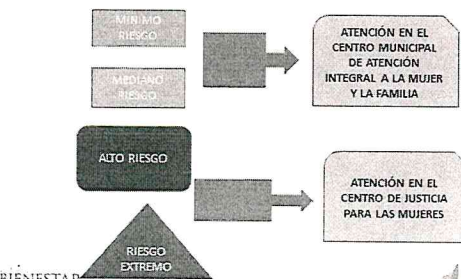 MÍNIMO
RIESGO
MEDIANO
RIESGO
ALTO RIESGO
RIESGO
EXTREMO
ATENCIÓN EN EL
CENTRO MUNICIPAL
DE ATENCIÓN
INTEGRAL A LA MUJER
Y LA FAMILIA
ATENCIÓN EN EL
CENTRO DE JUSTICIA
PARA LAS MUJERES
BIENESTAR